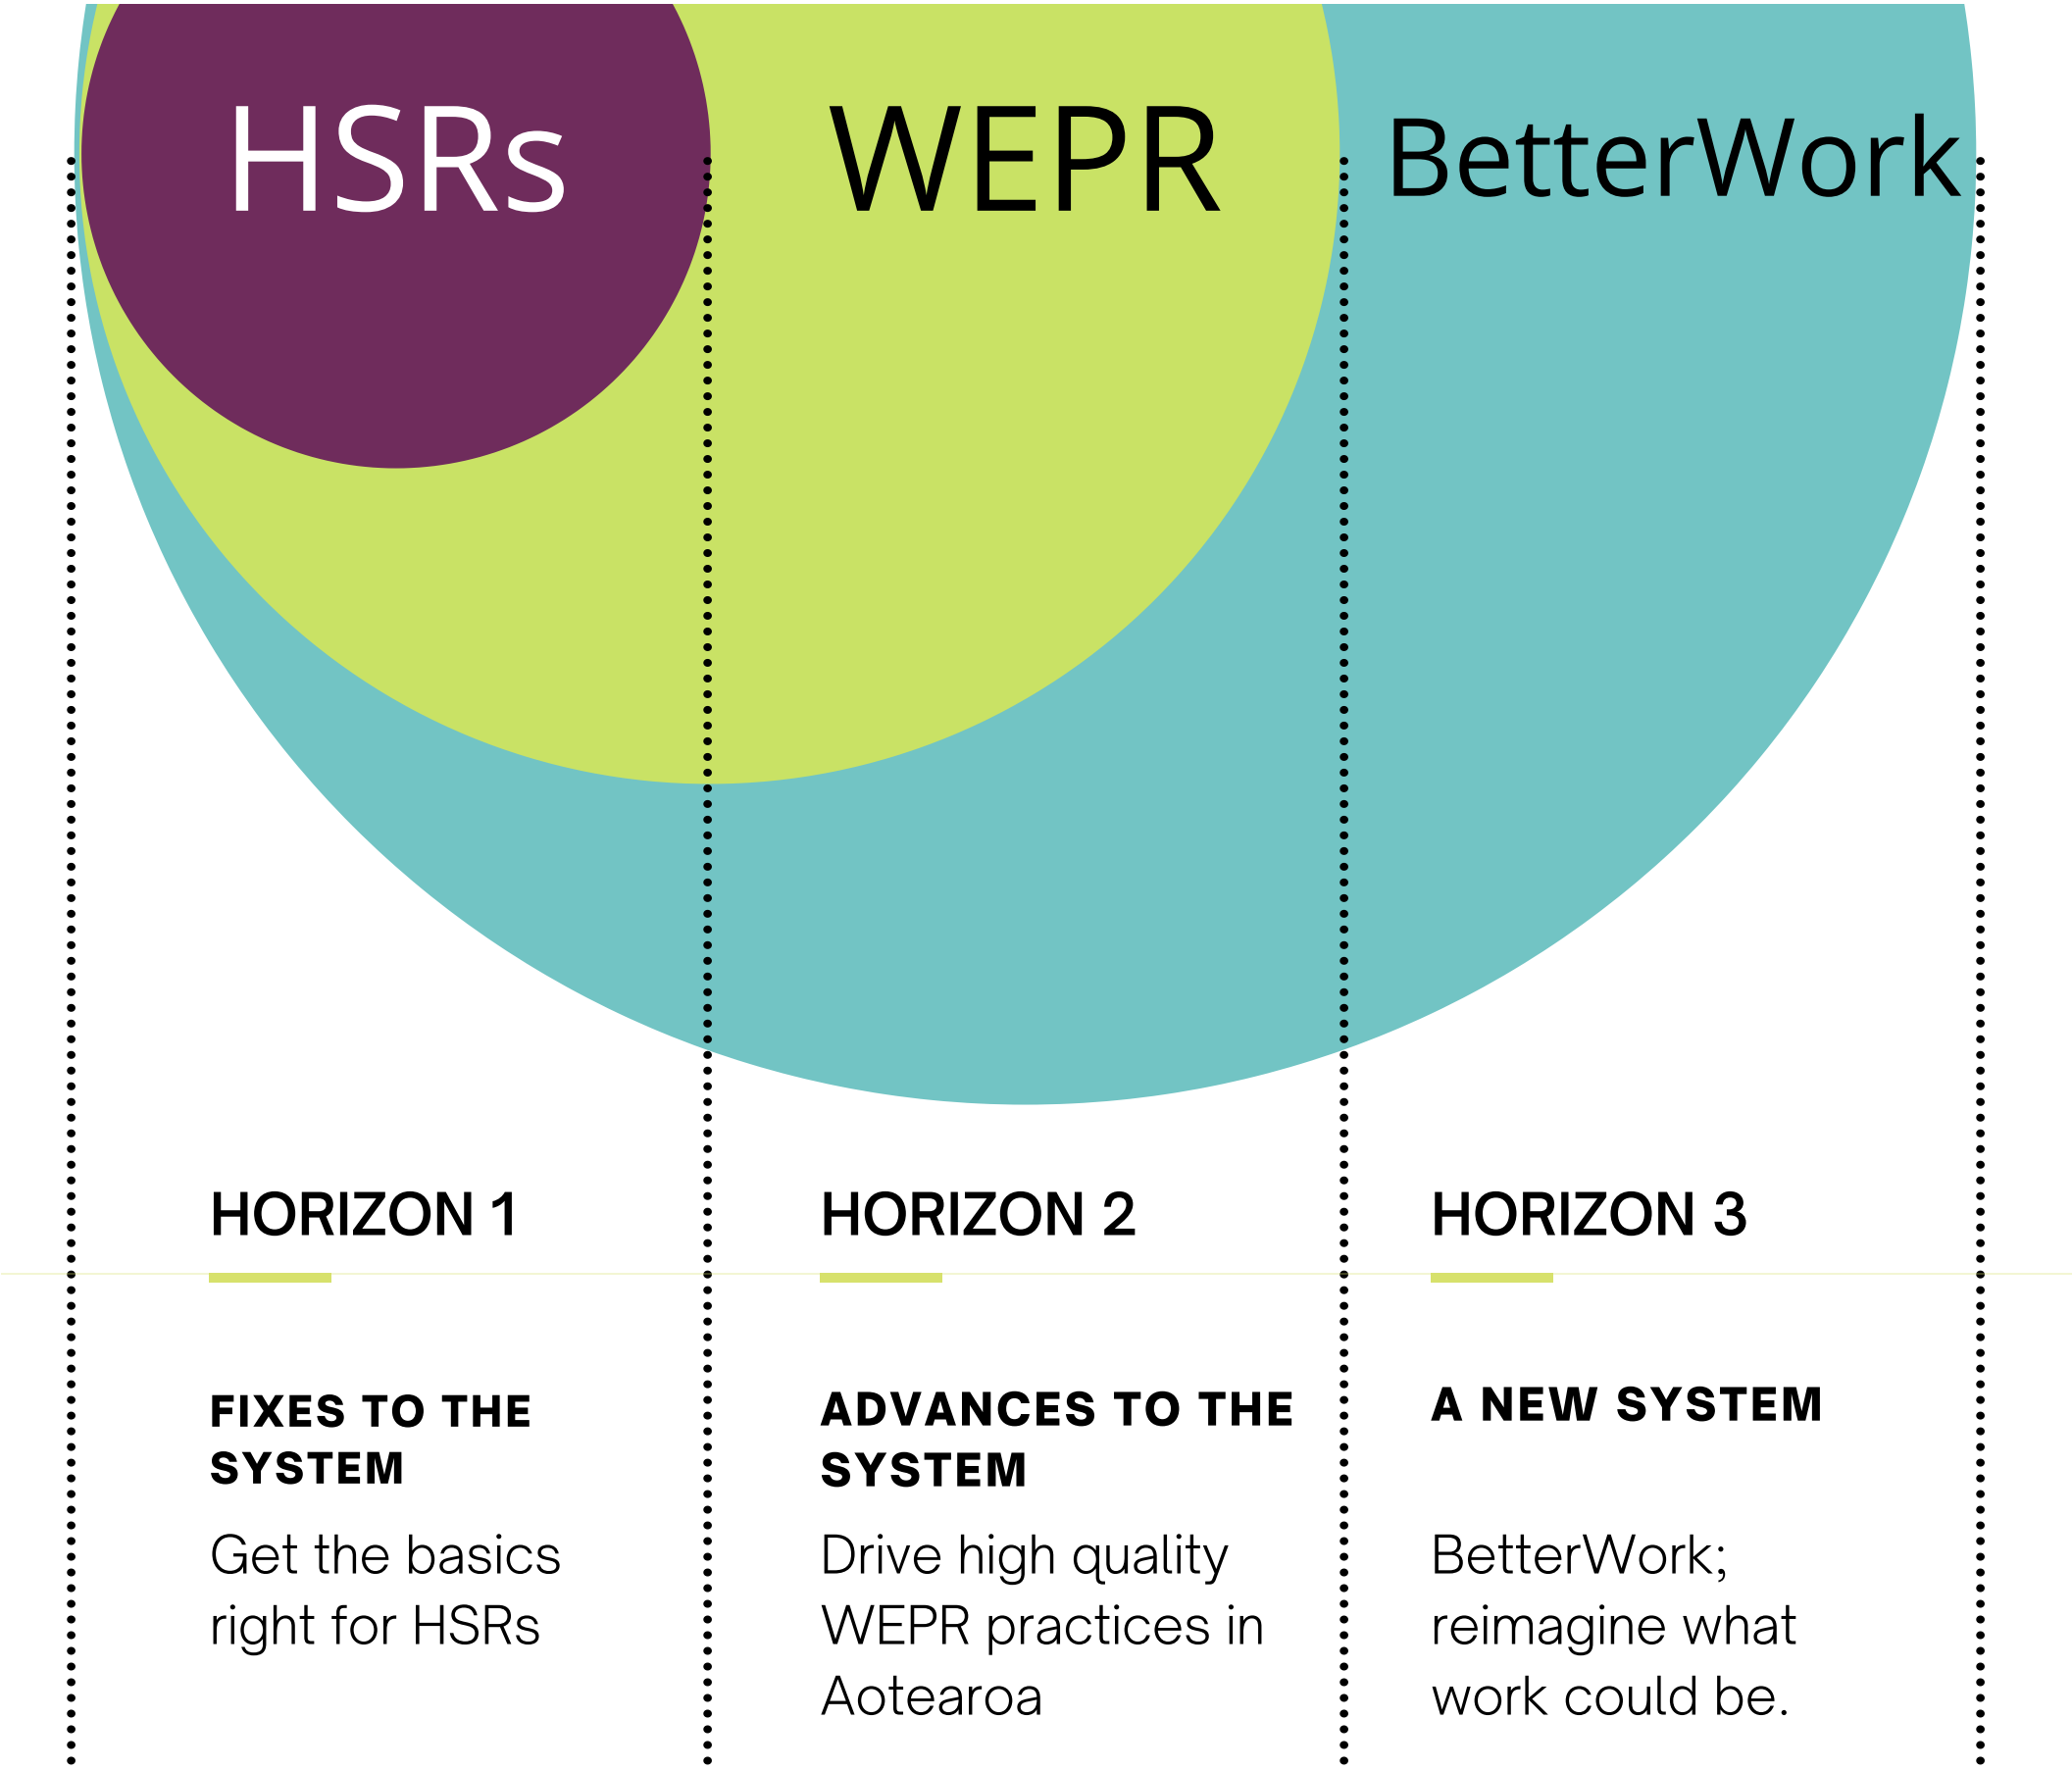 HSRs
WEPR
BetterWork
HORIZON 1
FIXES TO THE
SYSTEM
Get the basics
right for HSRs
HORIZON 2
ADVANCES TO THE
SYSTEM
Drive high quality
WEPR practices in
Aotearoa
HORIZON 3
A NEW SYSTEM
BetterWork;
reimagine what
work could be.